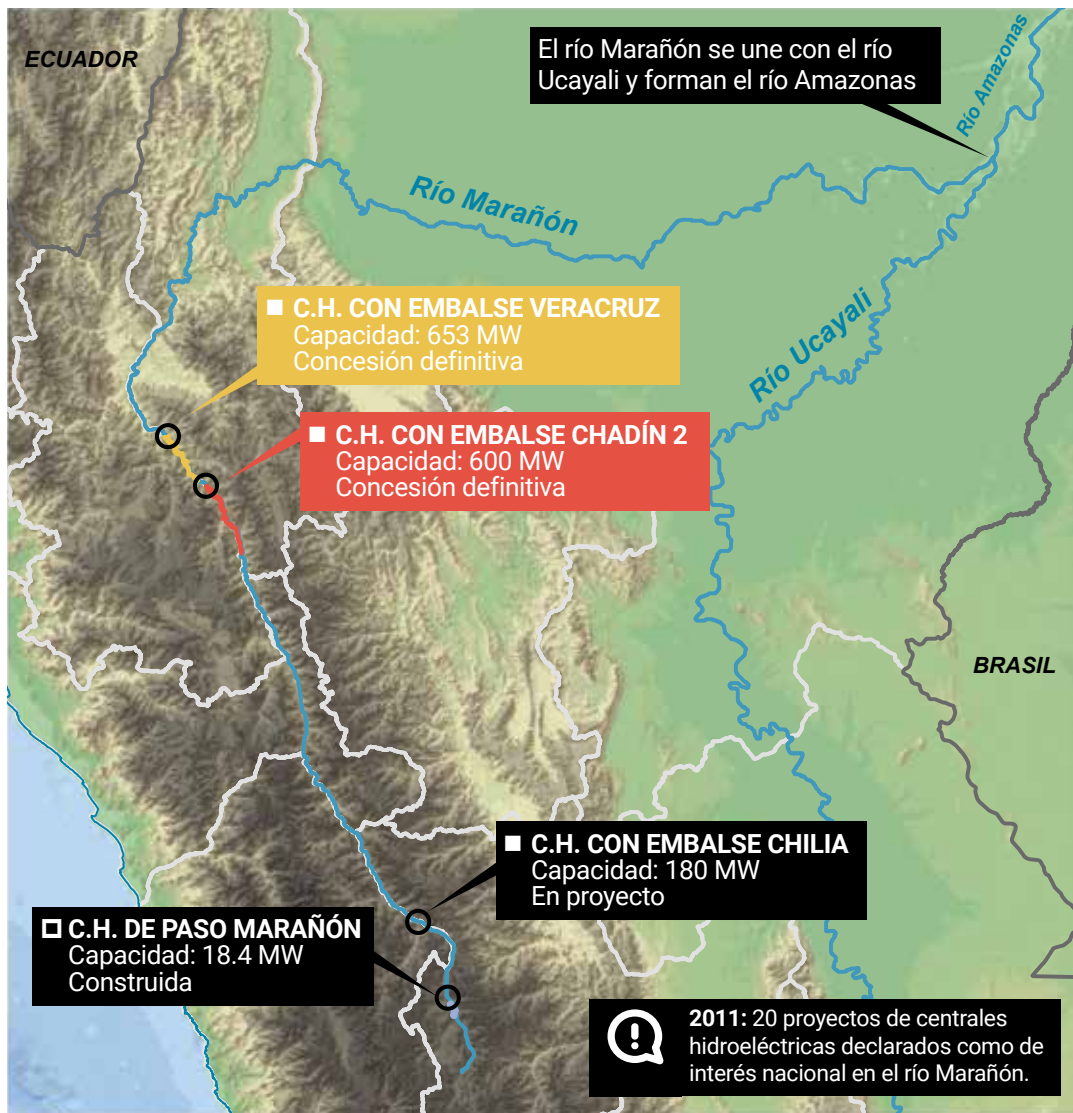 ECUADOR
El río Marañón se une con el río
Ucayali y forman el río Amazonas
Río Amazonas
Río Marañón
C.H. CON EMBALSE VERACRUZ
Capacidad: 653 MW
Concesión definitiva
Río Ucayali
C.H. CON EMBALSE CHADÍN 2
Capacidad: 600 MW
Concesión definitiva
BRASIL
C.H. CON EMBALSE CHILIA
Capacidad: 180 MW
En proyecto
C.H. DE PASO MARAÑÓN
Capacidad: 18.4 MW
Construida
2011: 20 proyectos de centrales
hidroeléctricas declarados como de
interés nacional en el río Marañón.